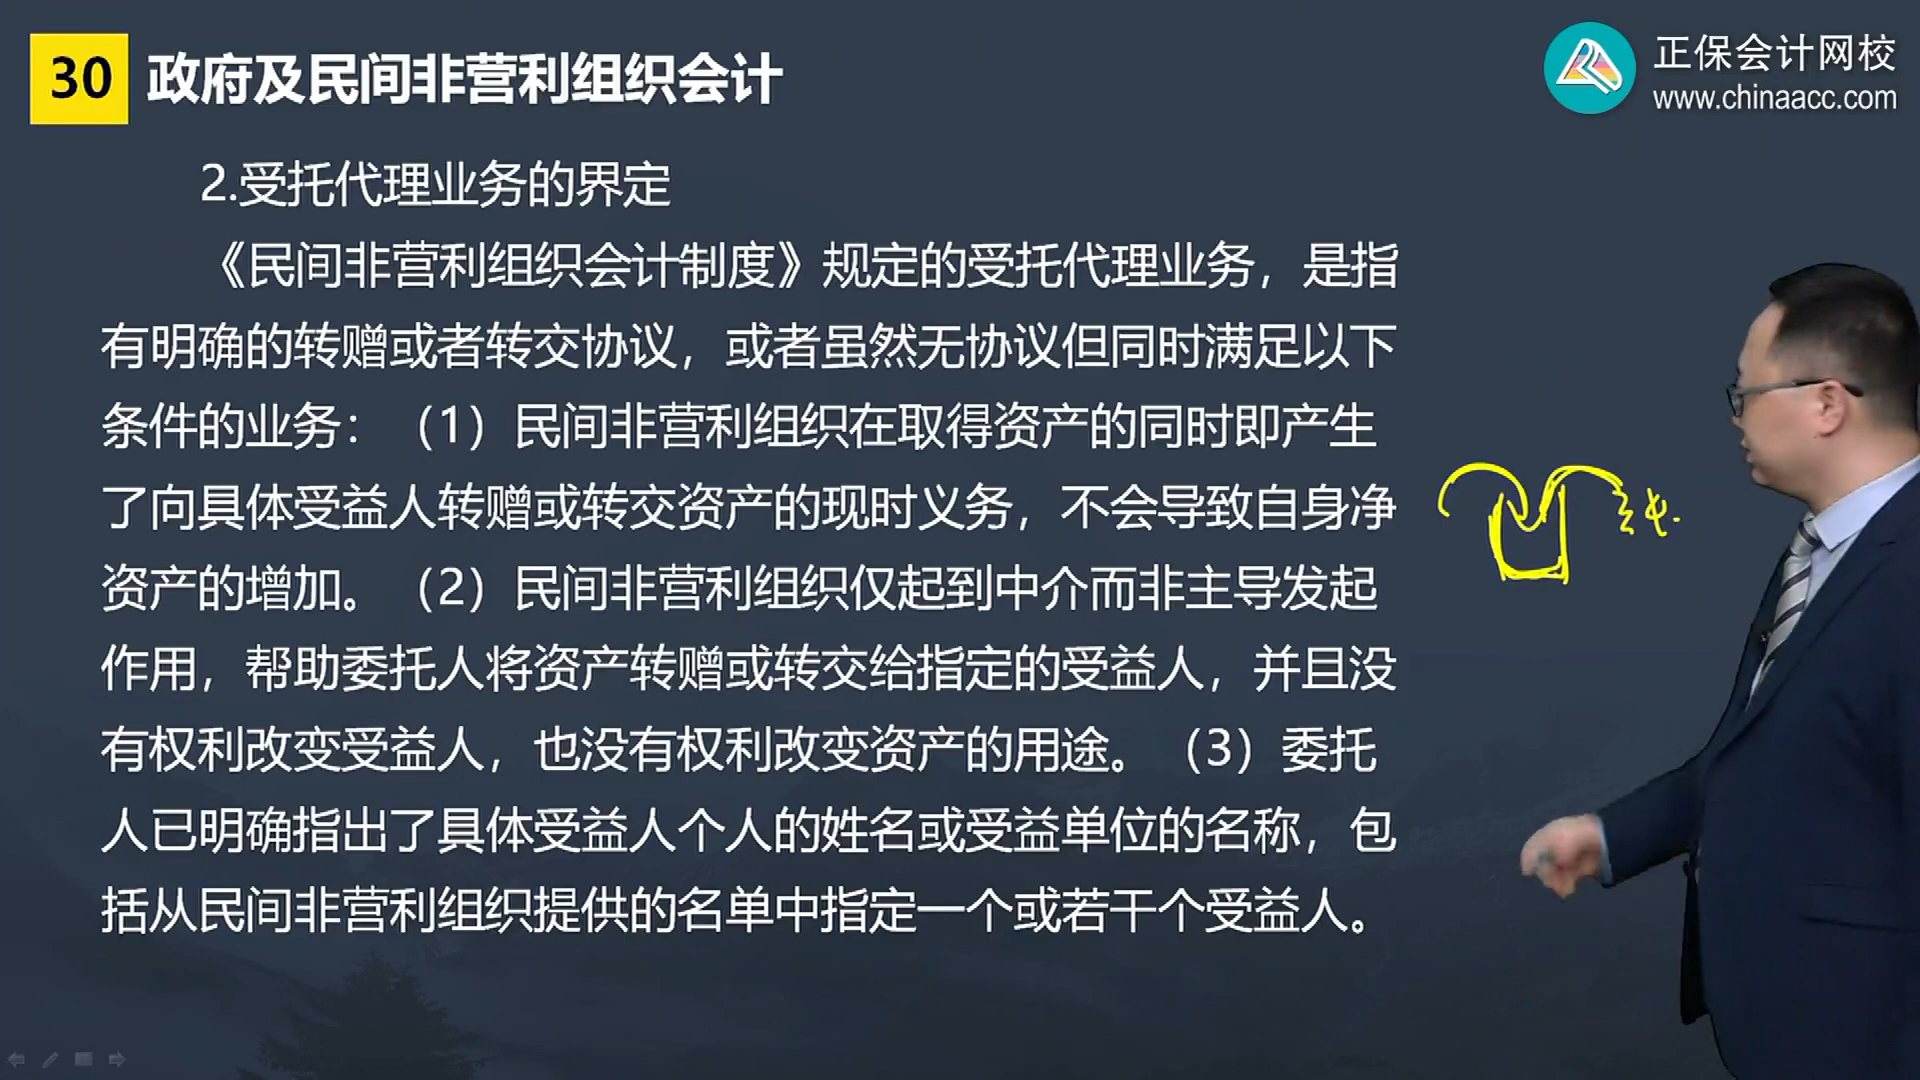 30 政府及民间非营利组织会计
正保会计网校
www.chinaacc.com
2.受托代理业务的界定
《民间非营利组织会计制度》规定的受托代理业务，是指
有明确的转赠或者转交协议，或者虽然无协议但同时满足以下
条件的业务：（1）民间非营利组织在取得资产的同时即产生
了向具体受益人转赠或转交资产的现时义务，不会导致自身净
资产的增加。（2）民间非营利组织仅起到中介而非主导发起
作用，帮助委托人将资产转赠或转交给指定的受益人，并且没
有权利改变受益人，也没有权利改变资产的用途。（3）委托
人已明确指出了具体受益人个人的姓名或受益单位的名称，包
括从民间非营利组织提供的名单中指定一个或若干个受益人。